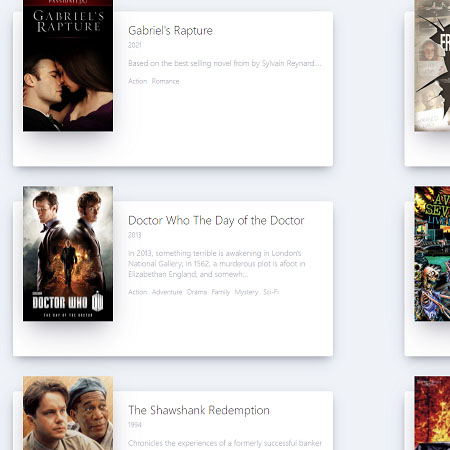 PASSIONFLIX
GABRIEL'S
RAPTURE
Gabriel's Rapture
2021
Based on the best selling novel from by Sylvain Reynard....
Action Romance
Doctor Who The Day of the Doctor
2013
In 2013, something terrible is awakening in London's
National Gallery; in 1562, a murderous plot is afoot in
Elizabethan England; and somewh...
Action Adventure Drama Family Mystery Sci-Fi
DOCTOR WHO
THE DAY OF THE DOCTOR
The Shawshank Redemption
1994
Chronicles the experiences of a formerly successful banker